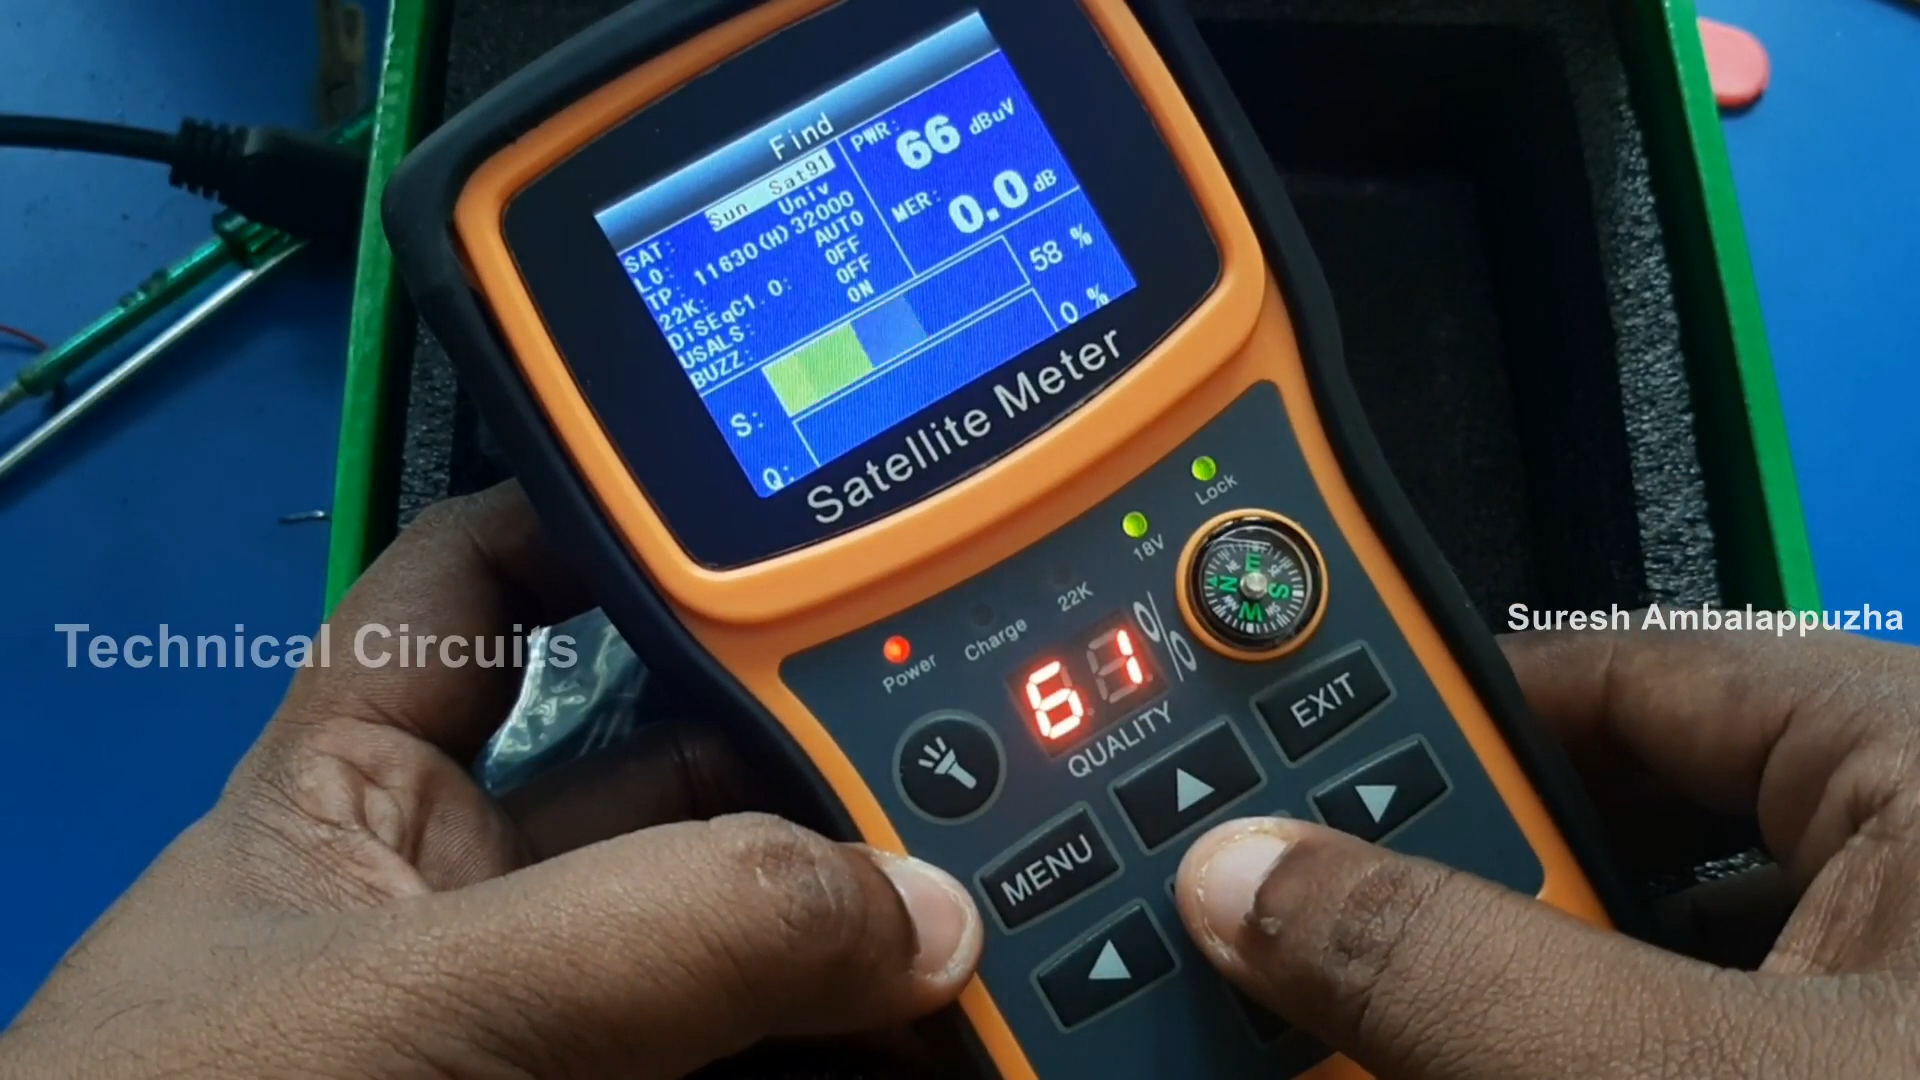 Find
SAT: Sun Sat91
LO: Univ
TP: 11630(H)32000
22K: AUTO
DiSEqC1.0: OFF
USALS: OFF
BUZZ: ON
PWR: 66 dBuV
MER: 0.0 dB
S: 58 %
Q: 0 %
Satellite Meter
Power
Charge
22K
18V
Lock
61 %
QUALITY
MENU
EXIT
N
E
S
W
Technical Circuits
Suresh Ambalappuzha